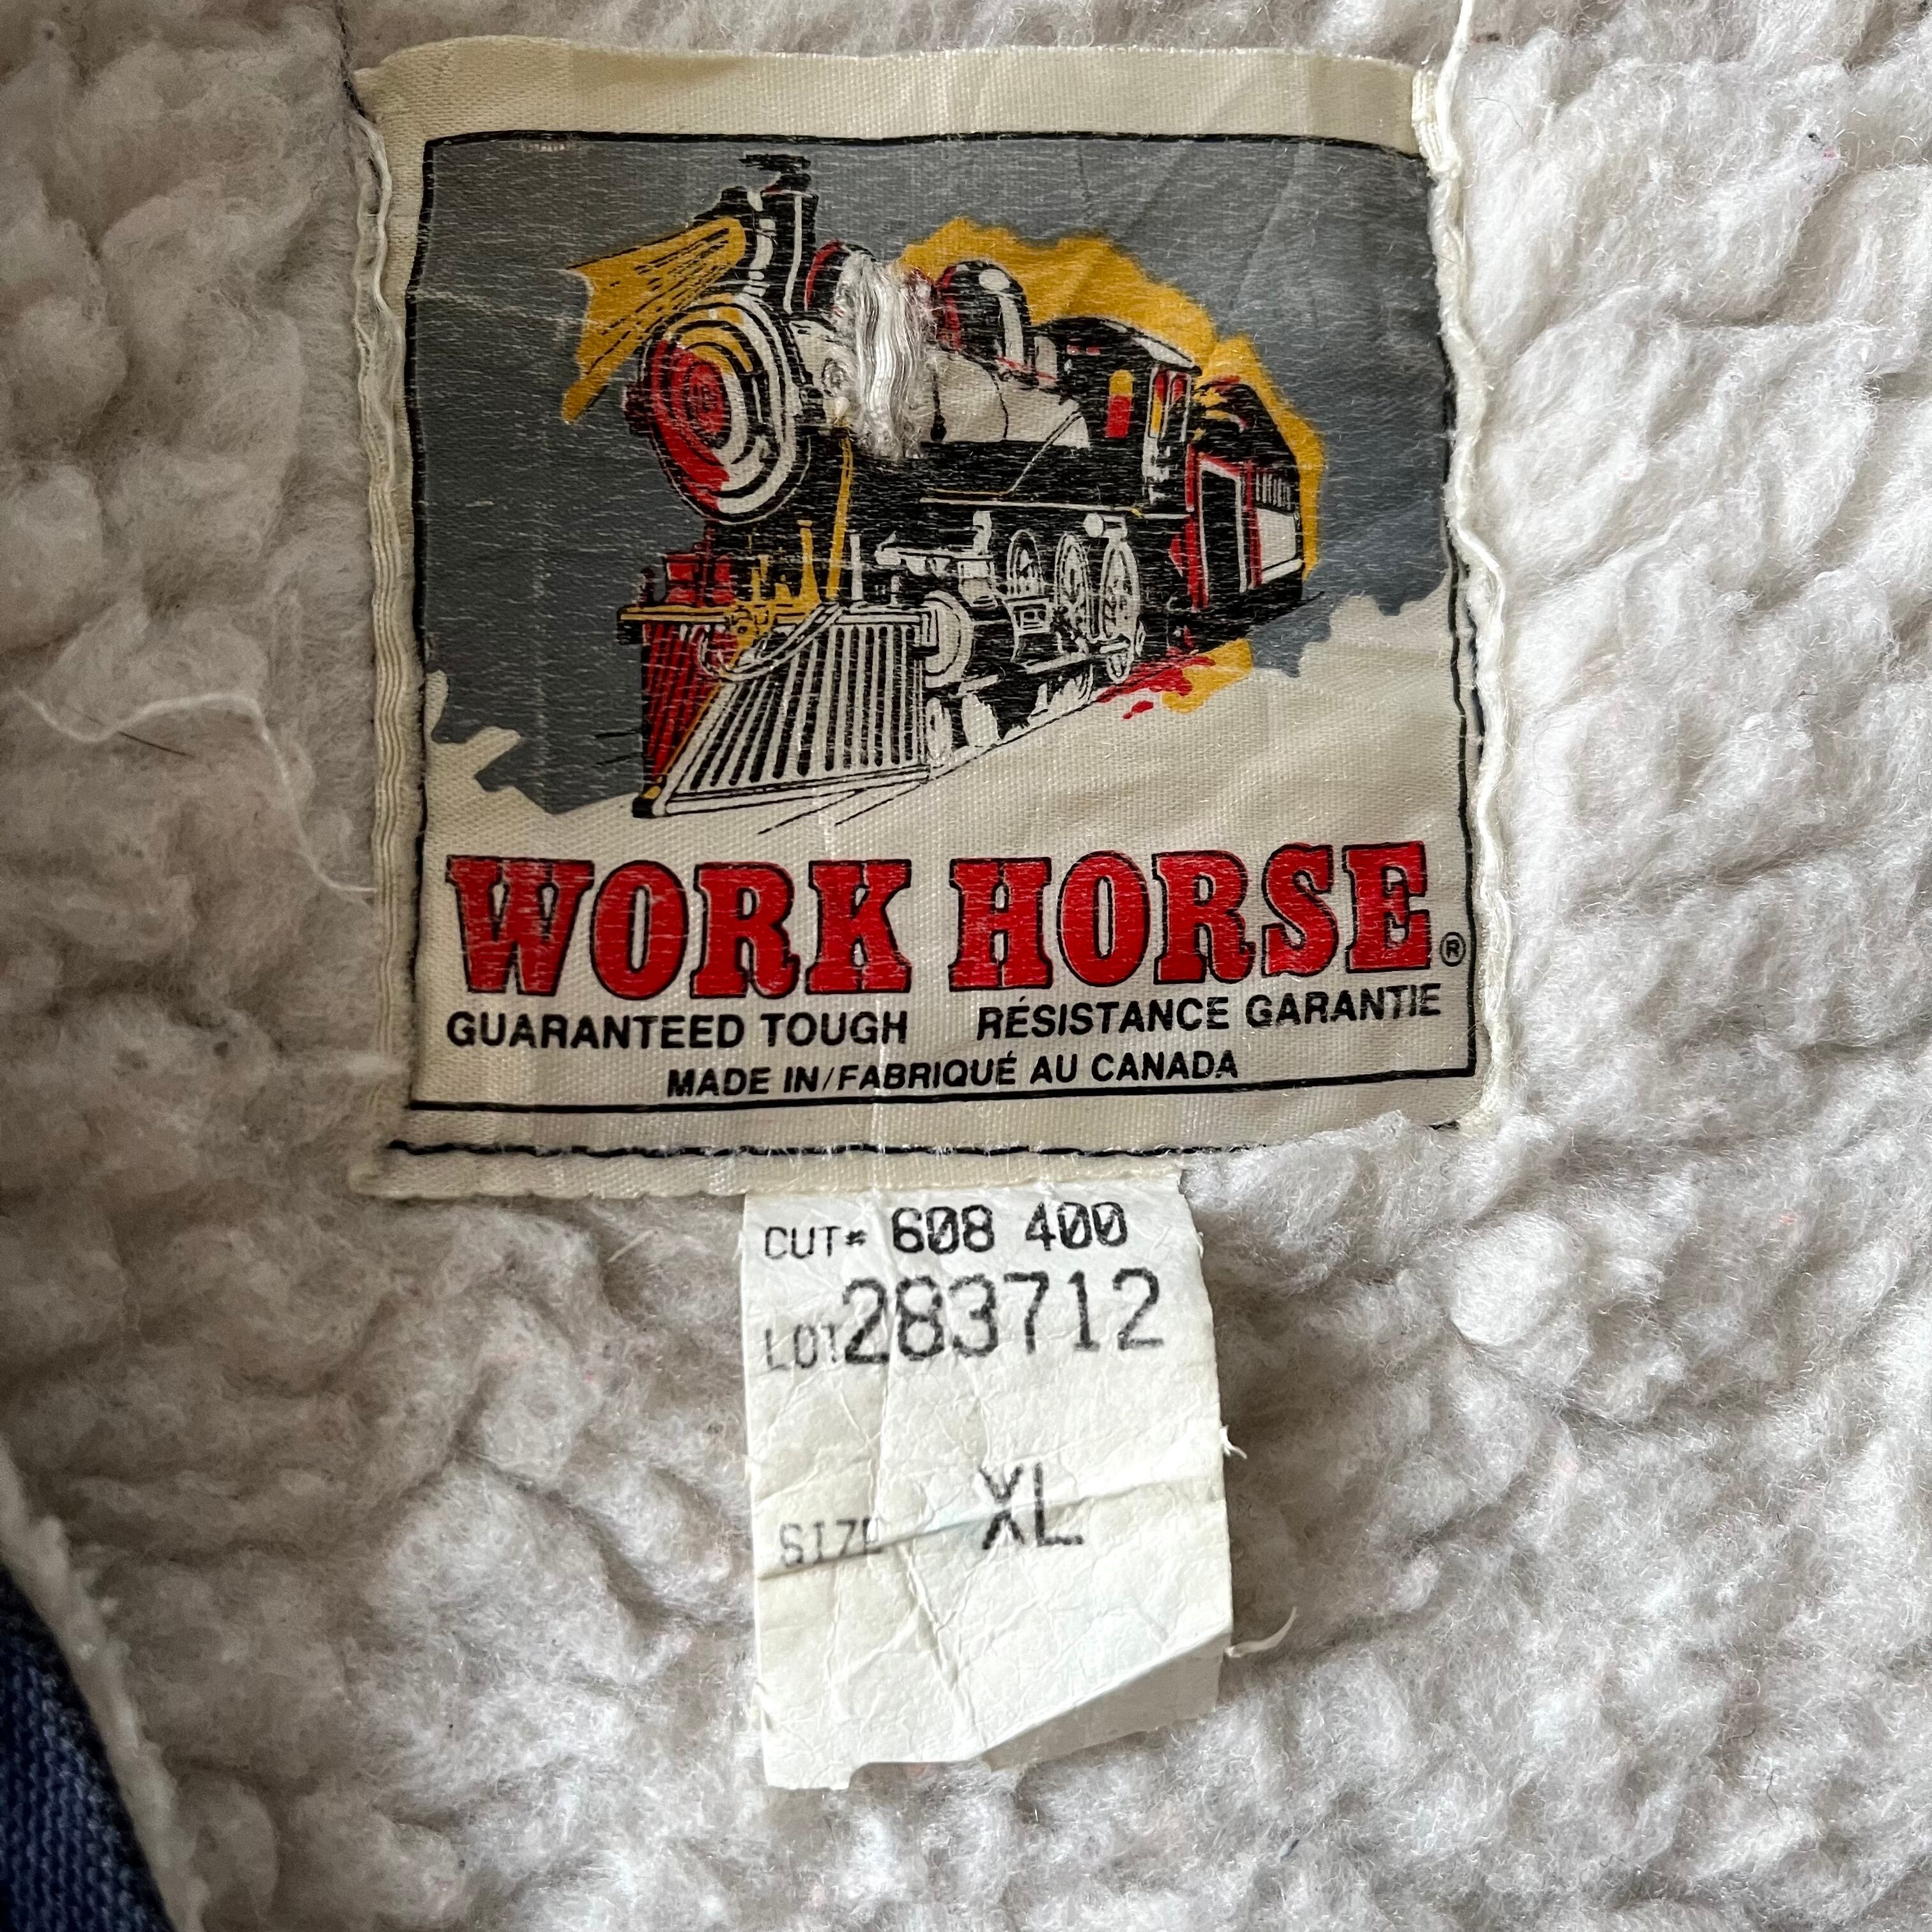 WORK HORSE®
GUARANTEED TOUGH RÉSISTANCE GARANTIE
MADE IN/FABRIQUÉ AU CANADA
CUT# 608 400
LOT 283712
SIZE XL